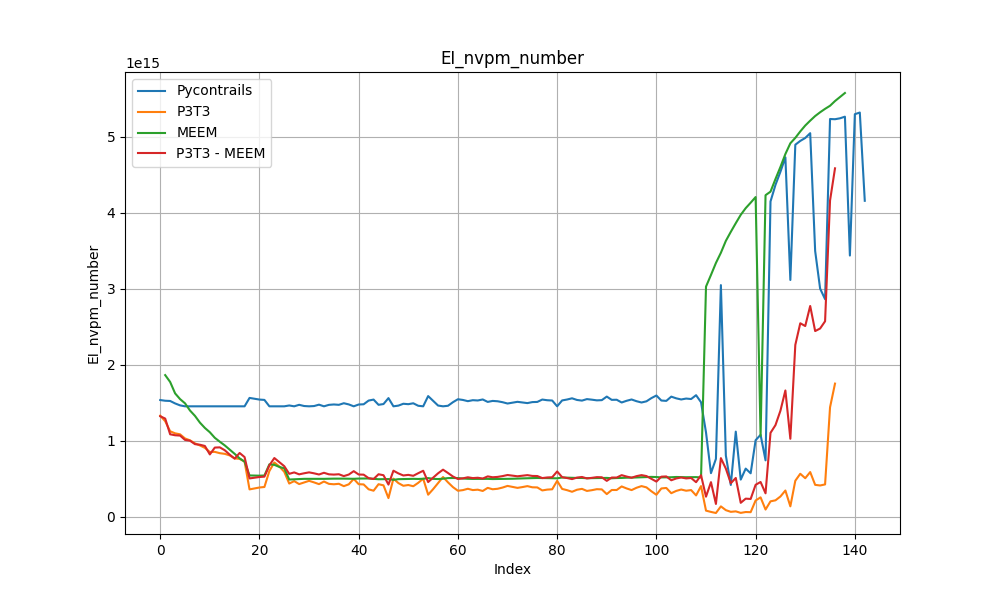 EI_nvpm_number
1e15
Pycontrails
P3T3
MEEM
P3T3 - MEEM
5
4
3
2
1
0
EI_nvpm_number
0 20 40 60 80 100 120 140
Index